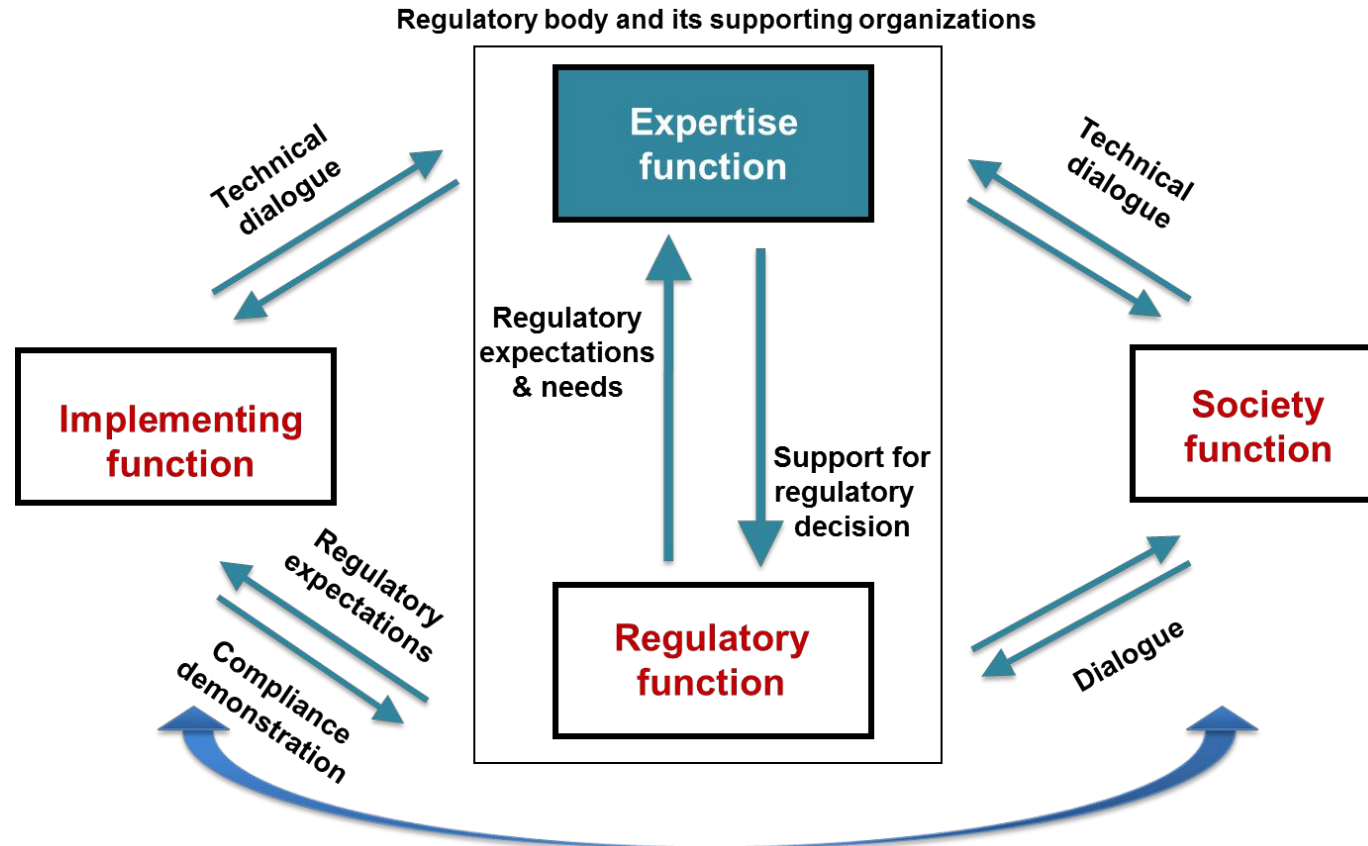 Regulatory body and its supporting organizations
Expertise
function
Technical
dialogue
Technical
dialogue
Regulatory
expectations
& needs
Support for
regulatory
decision
Implementing
function
Society
function
Regulatory
expectations
Compliance
demonstration
Regulatory
function
Dialogue